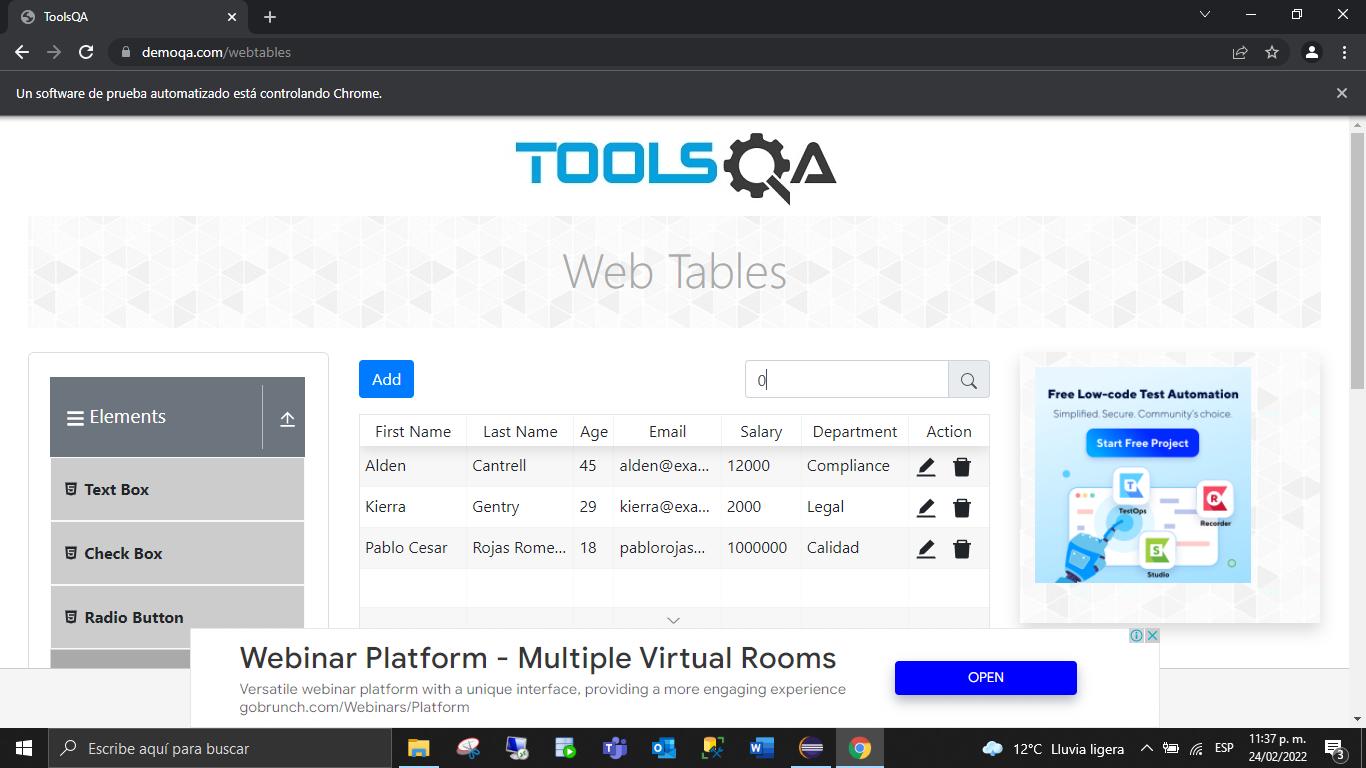 ToolsQA
demoqa.com/webtables
Un software de prueba automatizado está controlando Chrome.
TOOLSQA
Web Tables
Elements
Text Box
Check Box
Radio Button
Add
0
First Name Last Name Age Email Salary Department Action
Alden Cantrell 45 alden@exa... 12000 Compliance
Kierra Gentry 29 kierra@exa... 2000 Legal
Pablo Cesar Rojas Rome... 18 pablorojas... 1000000 Calidad
Free Low-code Test Automation
Simplified. Secure. Community's choice.
Start Free Project
TestOps
Recorder
Studio
Webinar Platform - Multiple Virtual Rooms
Versatile webinar platform with a unique interface, providing a more engaging experience
gobrunch.com/Webinars/Platform
OPEN
Escribe aquí para buscar
12°C Lluvia ligera
ESP
11:37 p. m.
24/02/2022
3